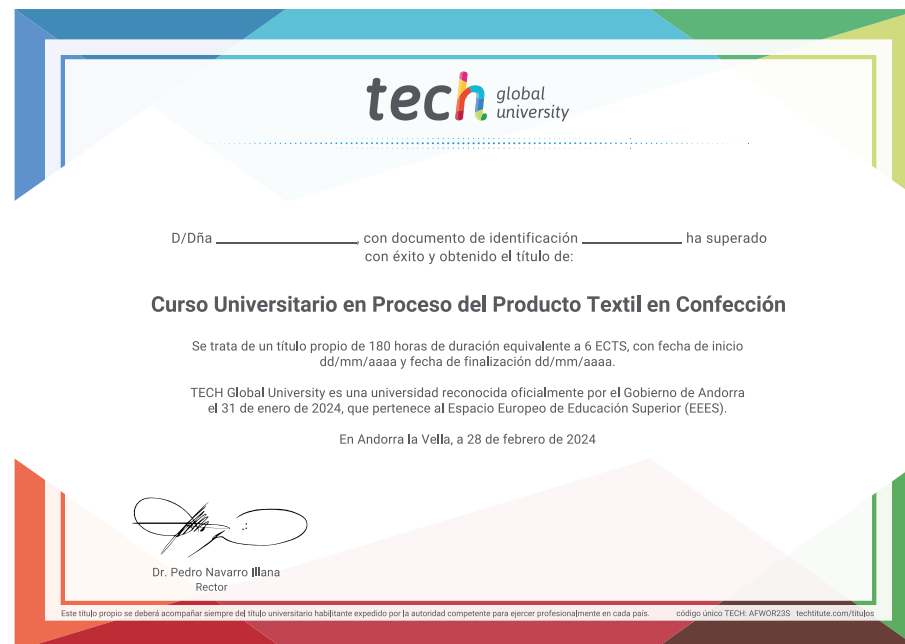 tech global university
D/Dña ____________________, con documento de identificación ______________ ha superado
con éxito y obtenido el título de:
Curso Universitario en Proceso del Producto Textil en Confección
Se trata de un título propio de 180 horas de duración equivalente a 6 ECTS, con fecha de inicio
dd/mm/aaaa y fecha de finalización dd/mm/aaaa.
TECH Global University es una universidad reconocida oficialmente por el Gobierno de Andorra
el 31 de enero de 2024, que pertenece al Espacio Europeo de Educación Superior (EEES).
En Andorra la Vella, a 28 de febrero de 2024
Dr. Pedro Navarro Illana
Rector
Este título propio se deberá acompañar siempre del título universitario habilitante expedido por la autoridad competente para ejercer profesionalmente en cada país. código único TECH: AFWOR23S techtitute.com/titulos